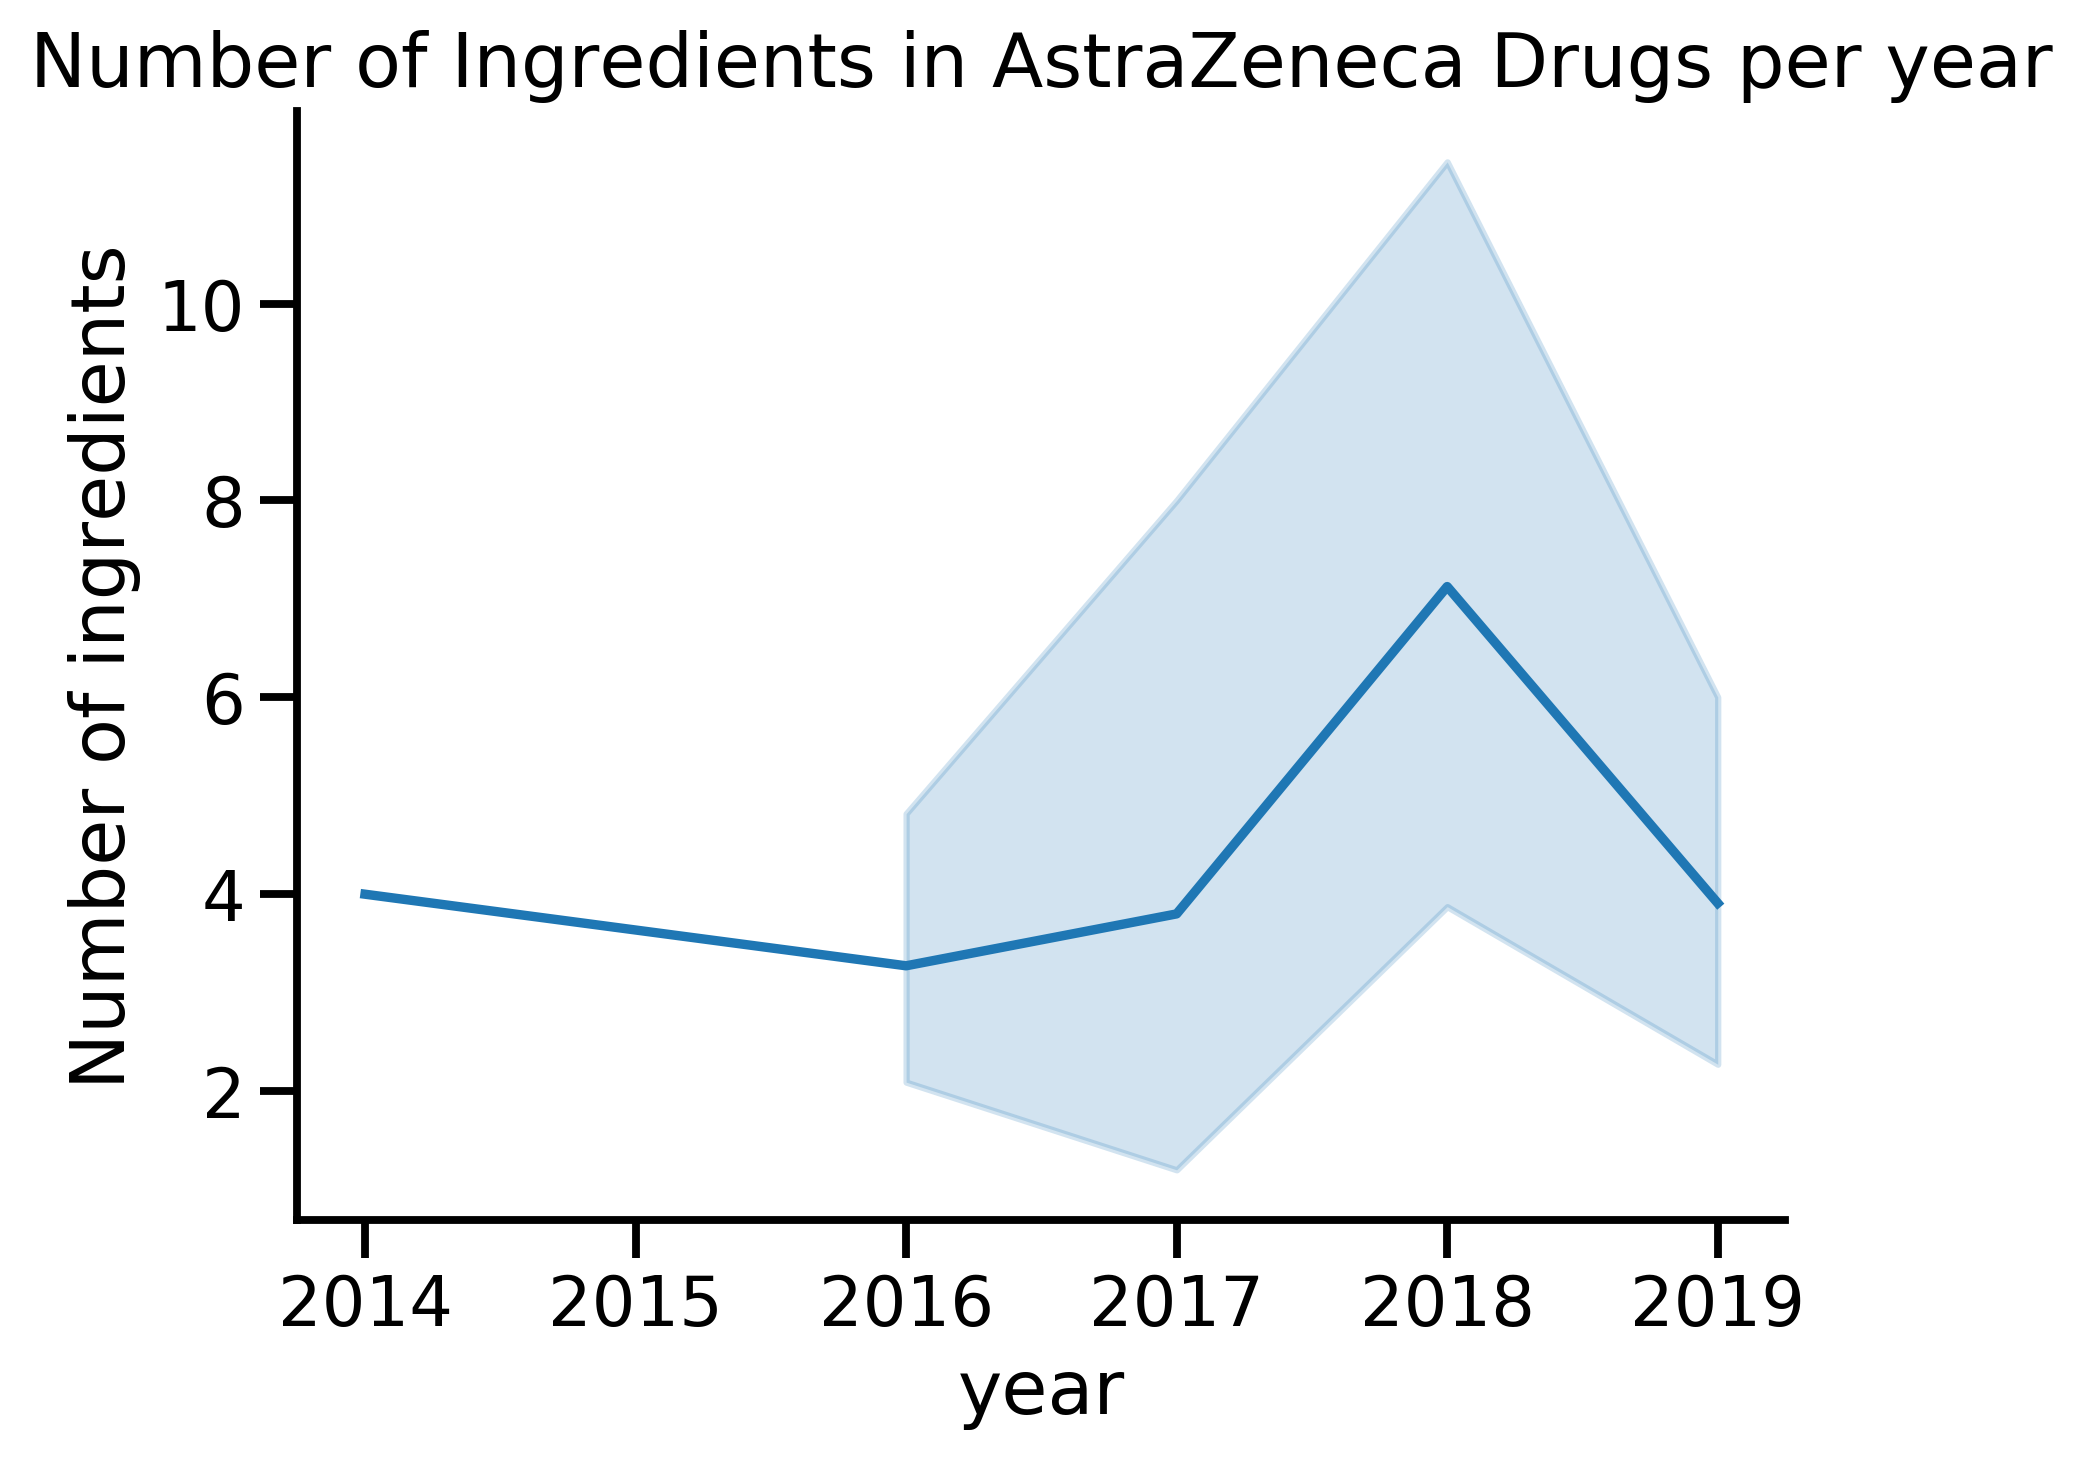 Number of Ingredients in AstraZeneca Drugs per year
Number of ingredients
10
8
6
4
2
2014 2015 2016 2017 2018 2019
year